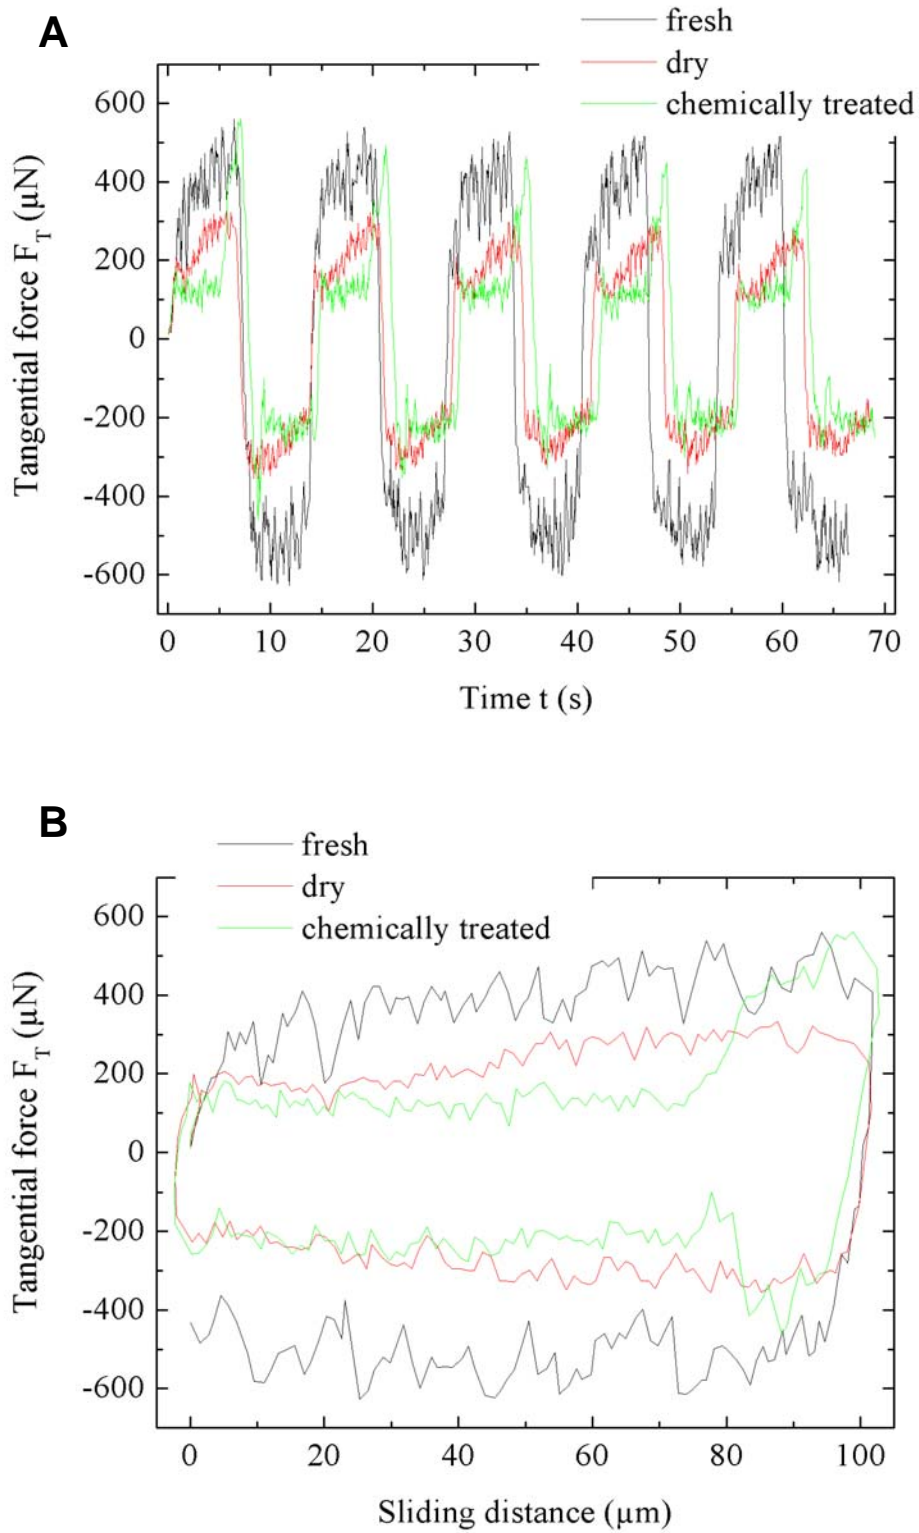 A
fresh
dry
chemically treated
600
400
200
0
-200
-400
-600
Tangential force F_T (μN)
0 10 20 30 40 50 60 70
Time t (s)
B
fresh
dry
chemically treated
600
400
200
0
-200
-400
-600
Tangential force F_T (μN)
0 20 40 60 80 100
Sliding distance (μm)